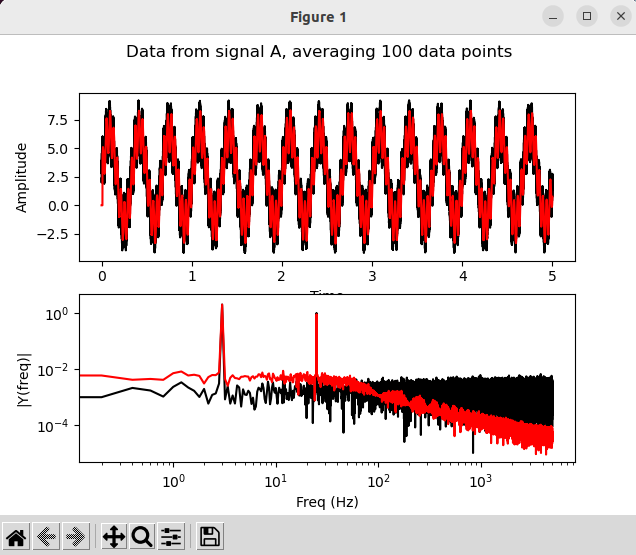 Figure 1
Data from signal A, averaging 100 data points
Amplitude
7.5
5.0
2.5
0.0
−2.5
0 1 2 3 4 5
Time
|Y(freq)|
10⁰
10⁻²
10⁻⁴
10⁰ 10¹ 10² 10³
Freq (Hz)